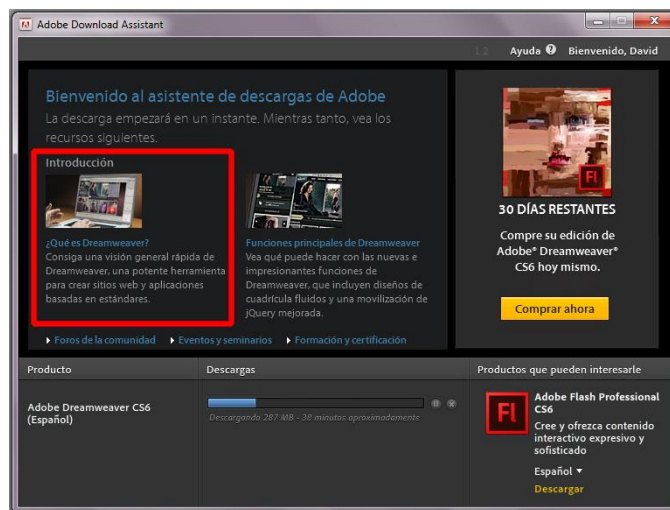 Adobe Download Assistant
1.2 Ayuda ? Bienvenido, David
Bienvenido al asistente de descargas de Adobe
La descarga empezará en un instante. Mientras tanto, vea los
recursos siguientes.
Introducción
¿Qué es Dreamweaver?
Consiga una visión general rápida de
Dreamweaver, una potente herramienta
para crear sitios web y aplicaciones
basadas en estándares.
Funciones principales de Dreamweaver
Vea qué puede hacer con las nuevas e
impresionantes funciones de
Dreamweaver, que incluyen diseños de
cuadrícula fluidos y una movilización de
jQuery mejorada.
Foros de la comunidad
Eventos y seminarios
Formación y certificación
Fl
30 DÍAS RESTANTES
Compre su edición de
Adobe® Dreamweaver®
CS6 hoy mismo.
Comprar ahora
Producto
Descargas
Productos que pueden interesarle
Adobe Dreamweaver CS6
(Español)
Descargando 287 MB - 38 minutos aproximadamente
Fl
Adobe Flash Professional
CS6
Cree y ofrezca contenido
interactivo expresivo y
sofisticado
Español
Descargar